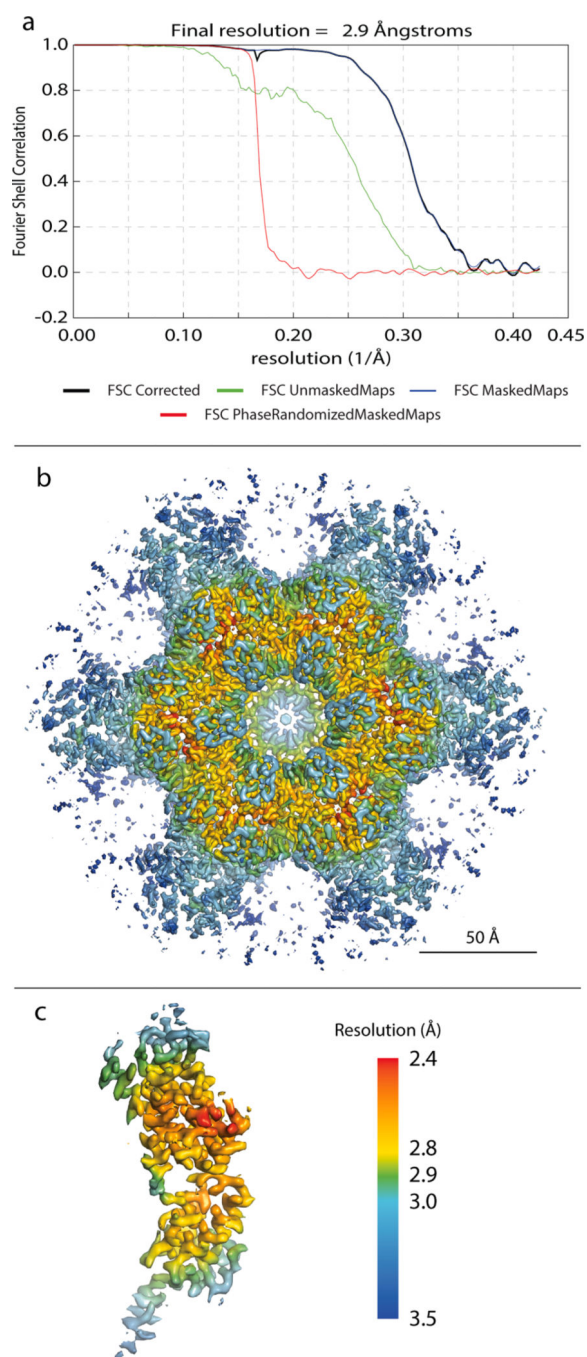 a
Final resolution = 2.9 Ångstroms
1.0
0.8
0.6
0.4
0.2
0.0
-0.2
Fourier Shell Correlation
0.00
0.10
0.20
0.30
0.40
0.45
resolution (1/Å)
FSC Corrected
FSC UnmaskedMaps
FSC MaskedMaps
FSC PhaseRandomizedMaskedMaps
b
50 Å
c
Resolution (Å)
2.4
2.8
2.9
3.0
3.5